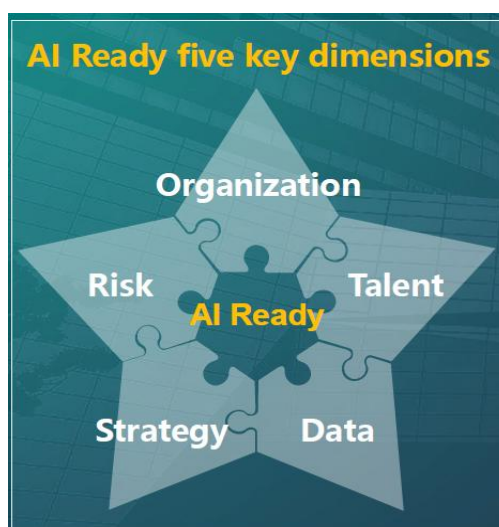 AI Ready five key dimensions
Organization
Risk
Talent
AI Ready
Strategy
Data